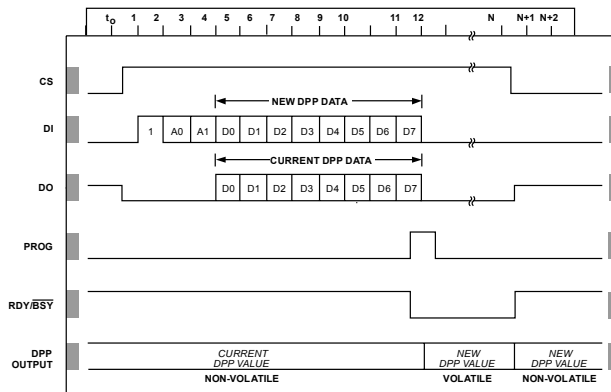 to 1 2 3 4 5 6 7 8 9 10 11 12 N N+1 N+2
CS
NEW DPP DATA
DI 1 A0 A1 D0 D1 D2 D3 D4 D5 D6 D7
CURRENT DPP DATA
DO D0 D1 D2 D3 D4 D5 D6 D7
PROG
RDY/BSY
DPP OUTPUT
CURRENT DPP VALUE
NEW DPP VALUE
NEW DPP VALUE
NON-VOLATILE VOLATILE NON-VOLATILE